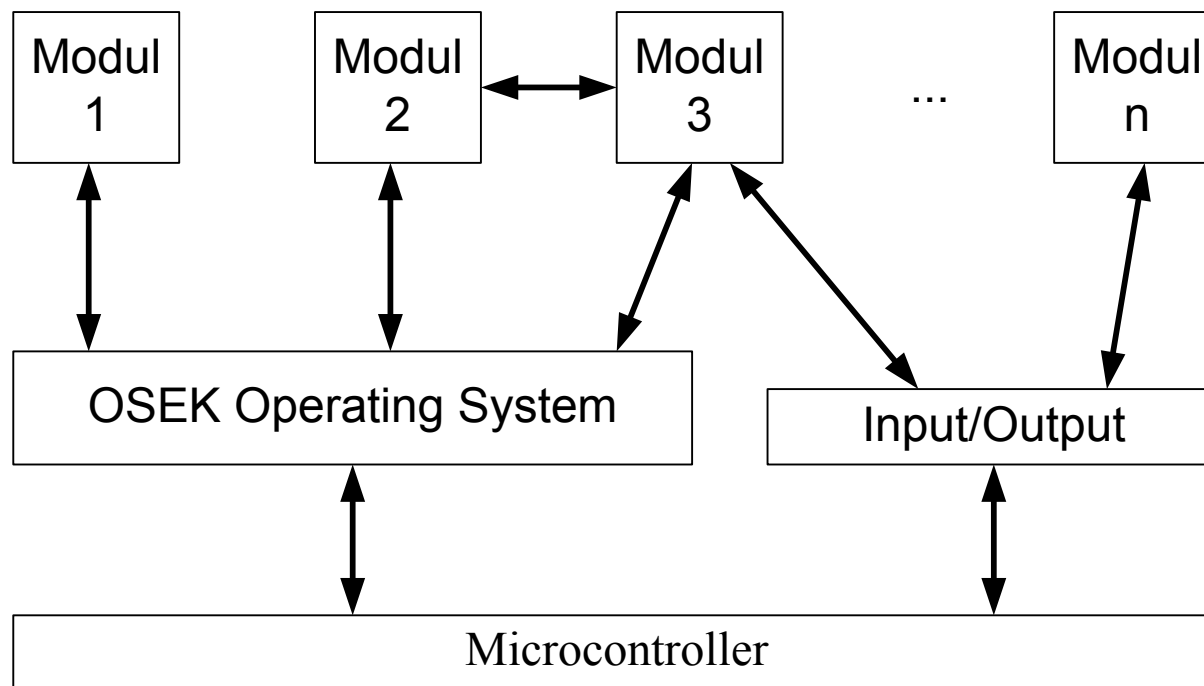 Modul
1
Modul
2
Modul
3
...
Modul
n
OSEK Operating System
Input/Output
Microcontroller